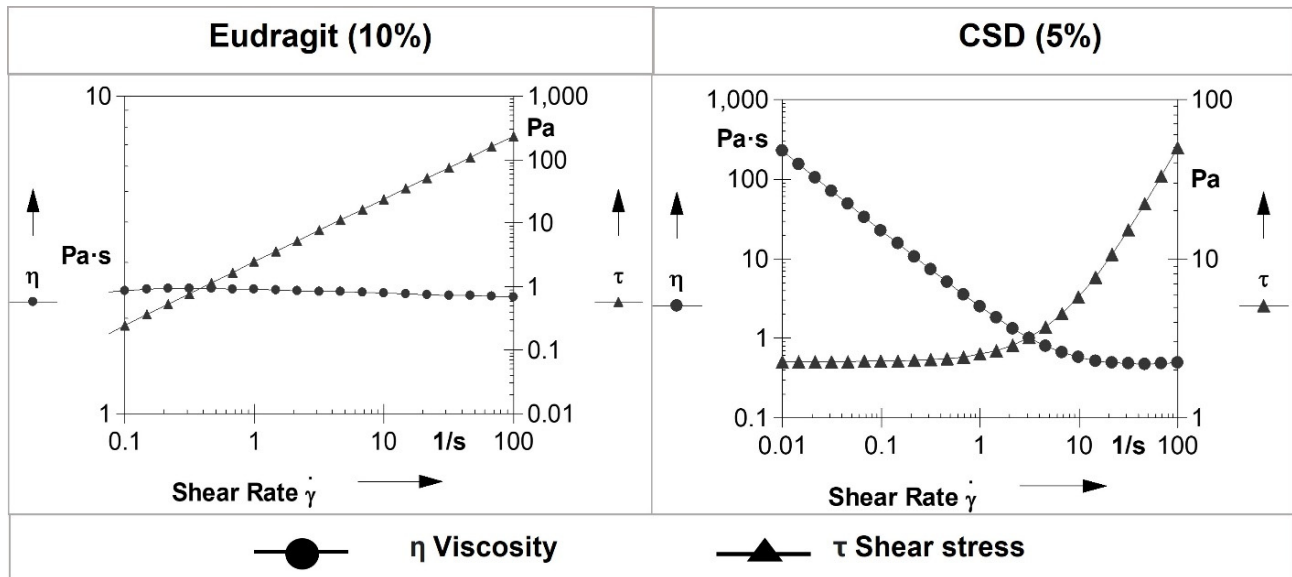 Eudragit (10%)
CSD (5%)
10
1,000
Pa
100
10
1
0.1
0.01
Pa·s
η
τ
1
0.1
1
10
1/s
100
Shear Rate γ̇
1,000
Pa·s
100
10
1
0.1
η
100
Pa
10
1
τ
0.01
0.1
1
10
1/s
100
Shear Rate γ̇
η Viscosity
τ Shear stress